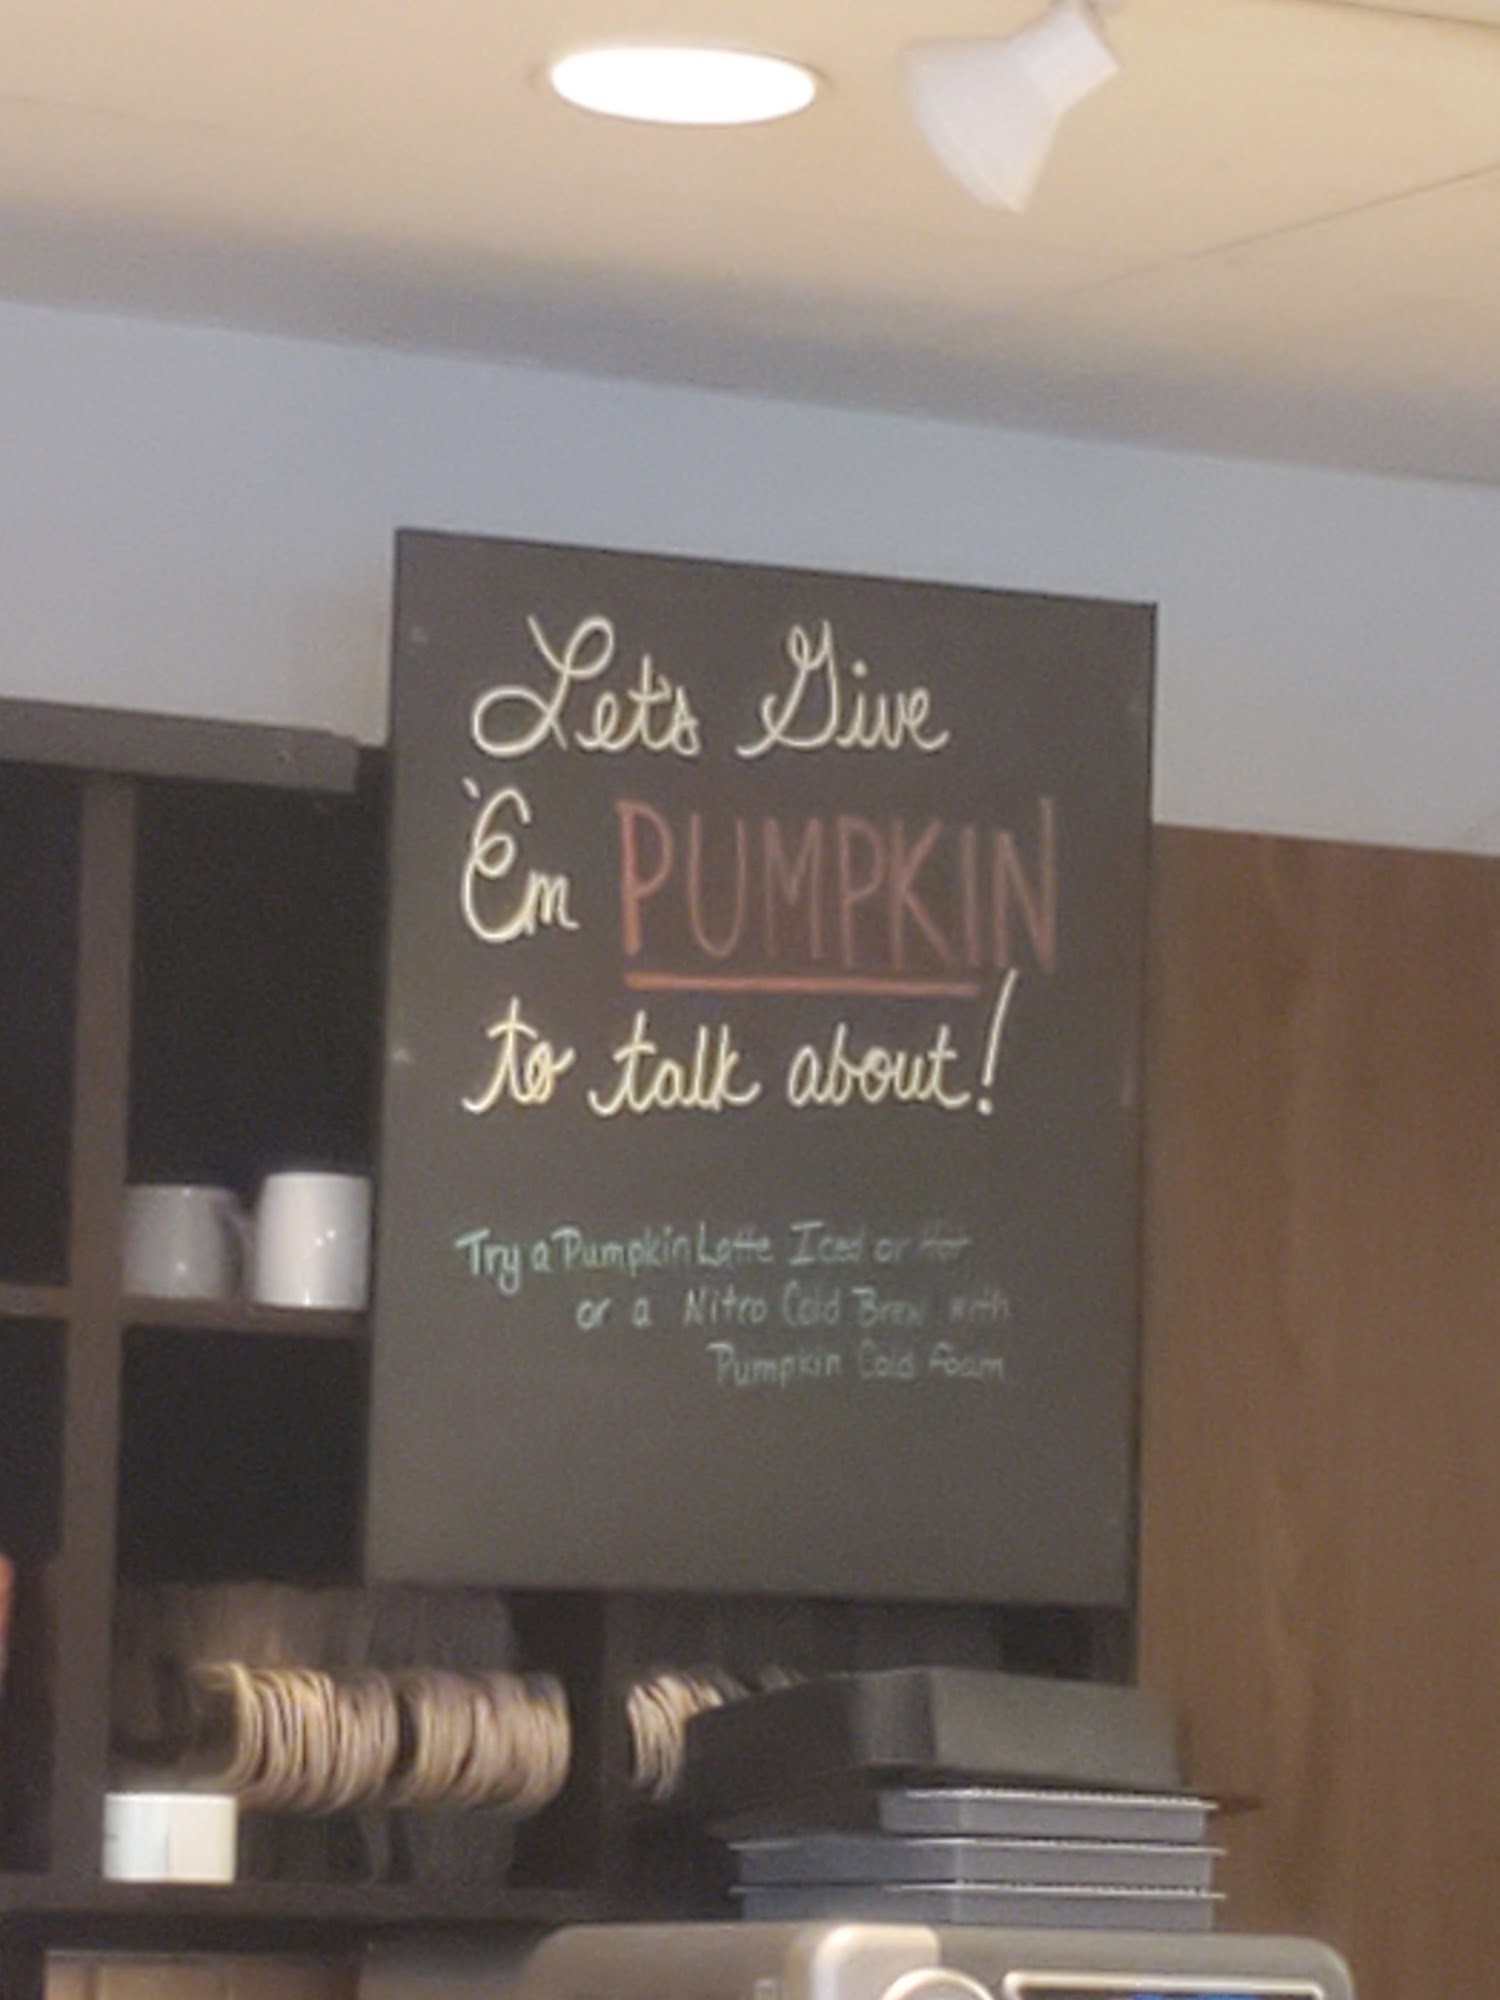 Let's Give
'Em PUMPKIN
to talk about!
Try a Pumpkin Latte Iced or Hot
or a Nitro Cold Brew with
Pumpkin Cold foam